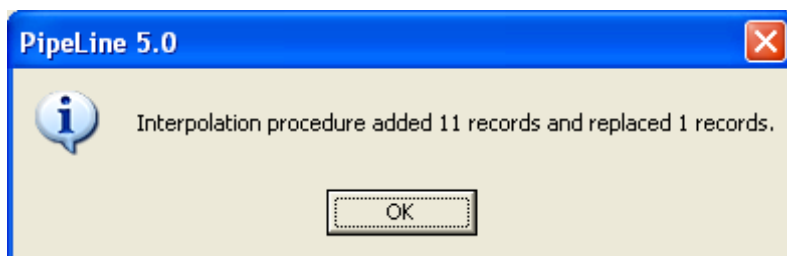 PipeLine 5.0
Interpolation procedure added 11 records and replaced 1 records.
OK